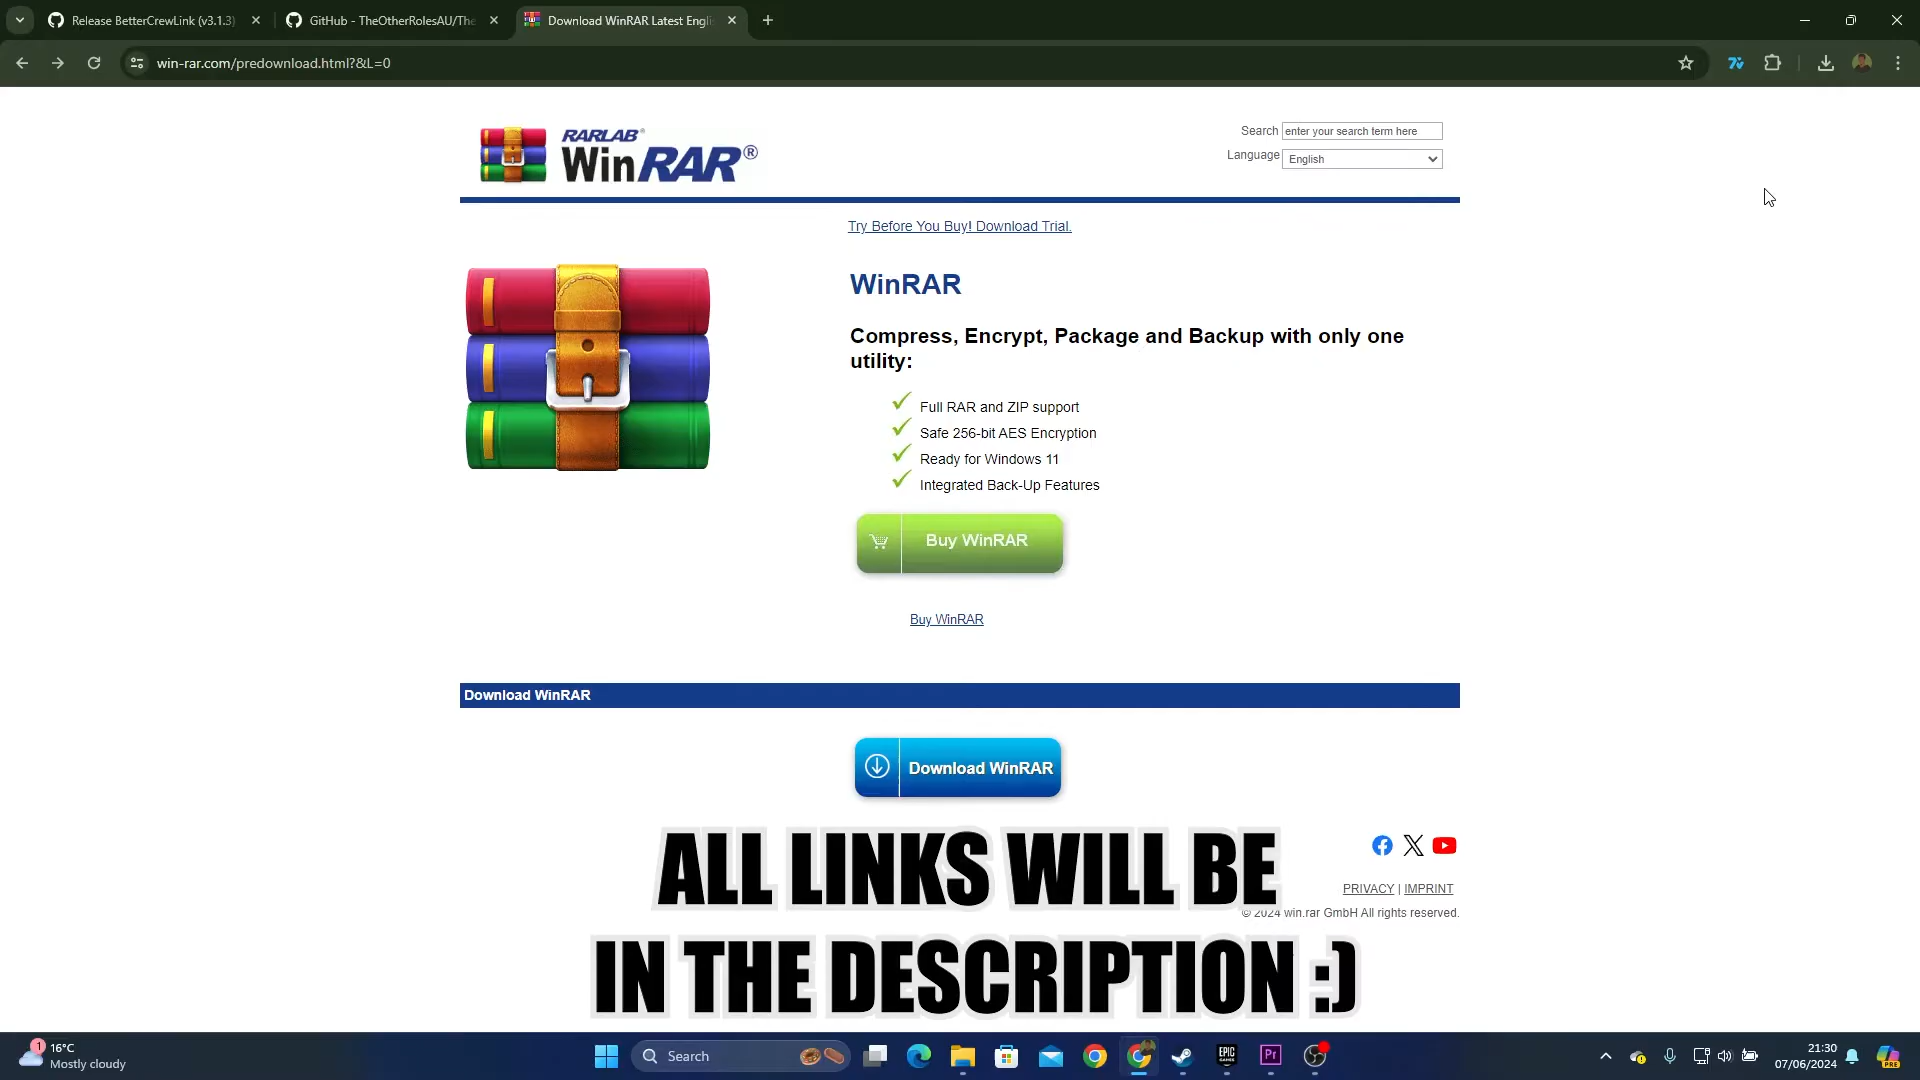 Release BetterCrewLink (v3.1.3)
GitHub - TheOtherRolesAU/The
Download WinRAR Latest Engli
win-rar.com/predownload.html?&L=0
RARLAB®
WinRAR®
Search enter your search term here
Language English
Try Before You Buy! Download Trial.
WinRAR
Compress, Encrypt, Package and Backup with only one
utility:
Full RAR and ZIP support
Safe 256-bit AES Encryption
Ready for Windows 11
Integrated Back-Up Features
Buy WinRAR
Buy WinRAR
Download WinRAR
Download WinRAR
ALL LINKS WILL BE
IN THE DESCRIPTION :)
PRIVACY | IMPRINT
© 2024 win.rar GmbH All rights reserved.
1
16°C
Mostly cloudy
Search
EPIC
GAMES
Pr
21:30
07/06/2024
PRE